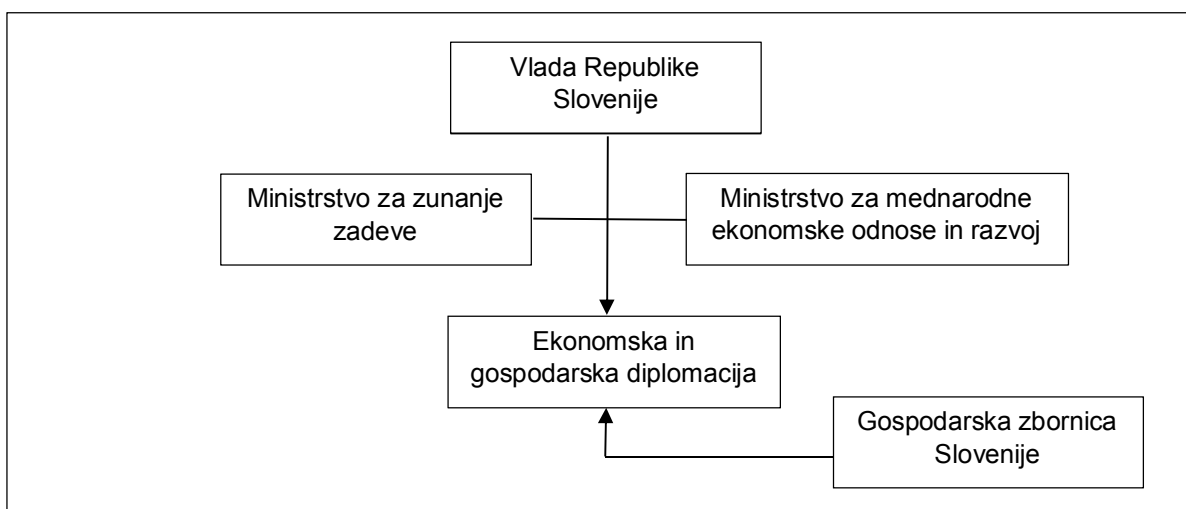 Vlada Republike
Slovenije
Ministrstvo za zunanje
zadeve
Ministrstvo za mednarodne
ekonomske odnose in razvoj
Ekonomska in
gospodarska diplomacija
Gospodarska zbornica
Slovenije